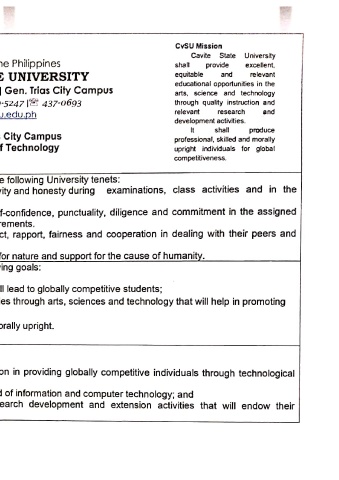 CvSU Mission
Cavite State University
shall provide excellent,
equitable and relevant
educational opportunities in the
arts, science and technology
through quality instruction and
relevant research and
development activities.
It shall produce
professional, skilled and morally
upright individuals for global
competitiveness.
he Philippines
E UNIVERSITY
Gen. Trias City Campus
-5247 |☏ 437-0693
u.edu.ph
s City Campus
of Technology
e following University tenets:
vity and honesty during examinations, class activities and in the
f-confidence, punctuality, diligence and commitment in the assigned
rements.
ct, rapport, fairness and cooperation in dealing with their peers and
for nature and support for the cause of humanity.
ving goals:
ll lead to globally competitive students;
es through arts, sciences and technology that will help in promoting
orally upright.
on in providing globally competitive individuals through technological
d of information and computer technology; and
earch development and extension activities that will endow their